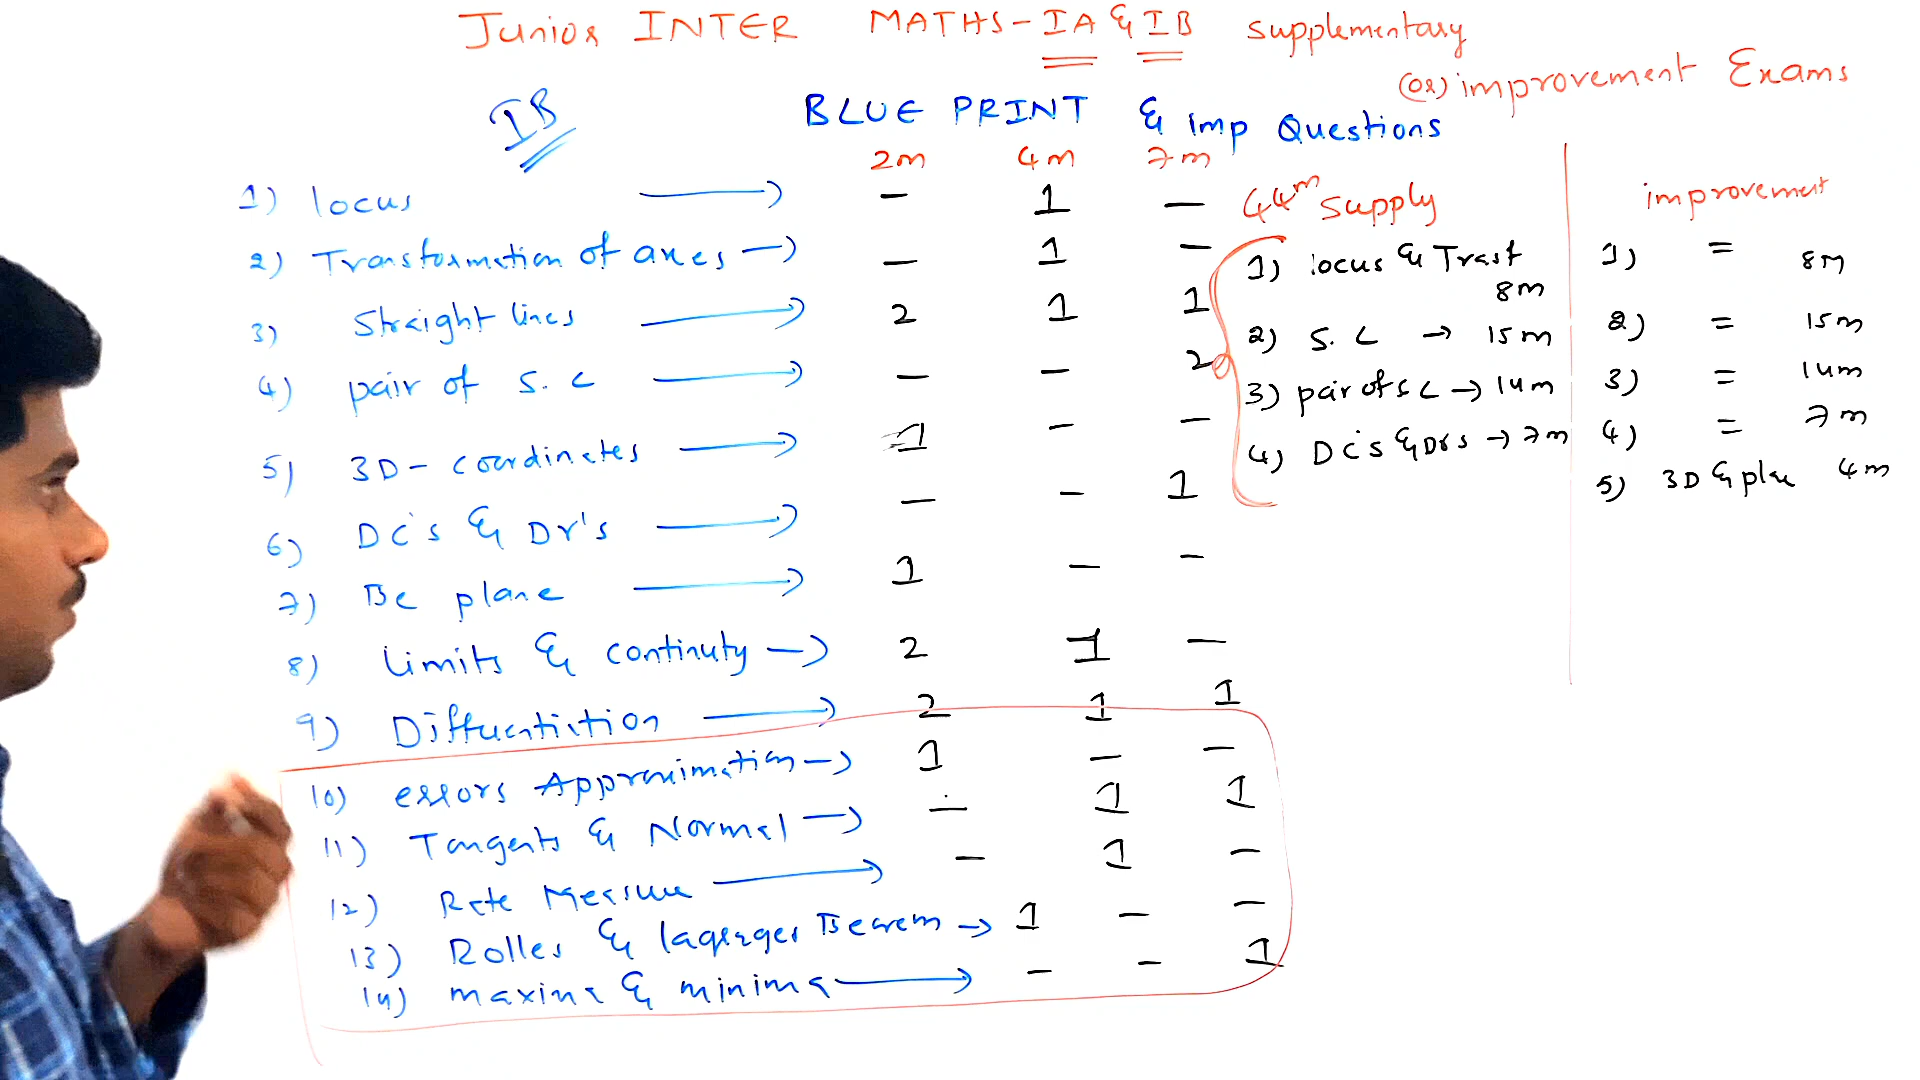 Junior INTER MATHS - IA & IB supplementary
(or) improvement Exams
IB BLUE PRINT & imp Questions
2m 4m 7m
1) locus → - 1 -
2) Transformation of axes → - 1 -
3) Straight lines → 2 1 1
4) pair of S.L → - - 2
5) 3D - coordinates → 1 - -
6) DC's & Dr's → - - 1
7) The plane → 1 - -
8) Limits & continuty → 2 1 -
9) Differentiation → 2 1 1
10) errors Approximation → 1 - -
11) Tangents & Normal → - 1 1
12) Rate Measure → - 1 -
13) Rolles & lagranges Theorem → 1 - -
14) maxima & minima → - - 1
44m supply
1) locus & Trasf
8m
2) S.L → 15m
3) pair of S L → 14m
4) DC's & Drs → 7m
improvement
1) = 8m
2) = 15m
3) = 14m
4) = 7m
5) 3D & plae 4m